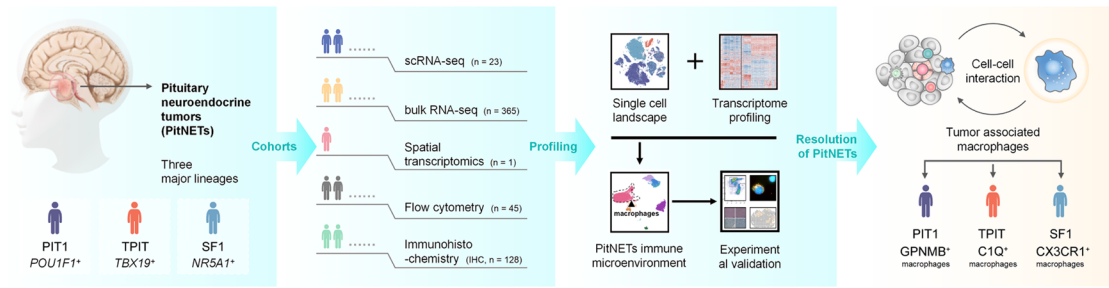 Pituitary
neuroendocrine
tumors
(PitNETs)
Three
major lineages
PIT1
POU1F1+
TPIT
TBX19+
SF1
NR5A1+
Cohorts
......
scRNA-seq (n = 23)
......
bulk RNA-seq (n = 365)
Spatial
transcriptomics (n = 1)
......
Flow cytometry (n = 45)
......
Immunohisto
-chemistry (IHC, n = 128)
Profiling
Single cell
landscape
+
Transcriptome
profiling
macrophages
PitNETs immune
microenvironment
Experiment
al validation
Resolution
of PitNETs
Cell-cell
interaction
Tumor associated
macrophages
PIT1
GPNMB+
macrophages
TPIT
C1Q+
macrophages
SF1
CX3CR1+
macrophages